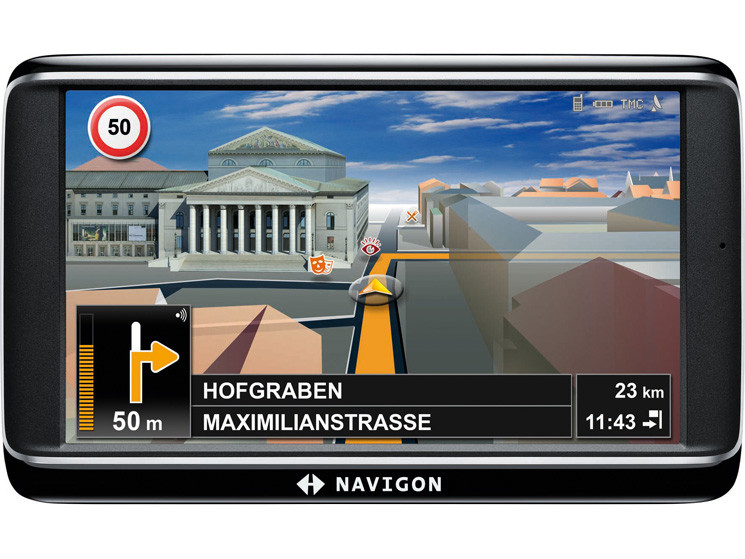 50
TMC
HOFGRABEN
23 km
50 m
MAXIMILIANSTRASSE
11:43
NAVIGON